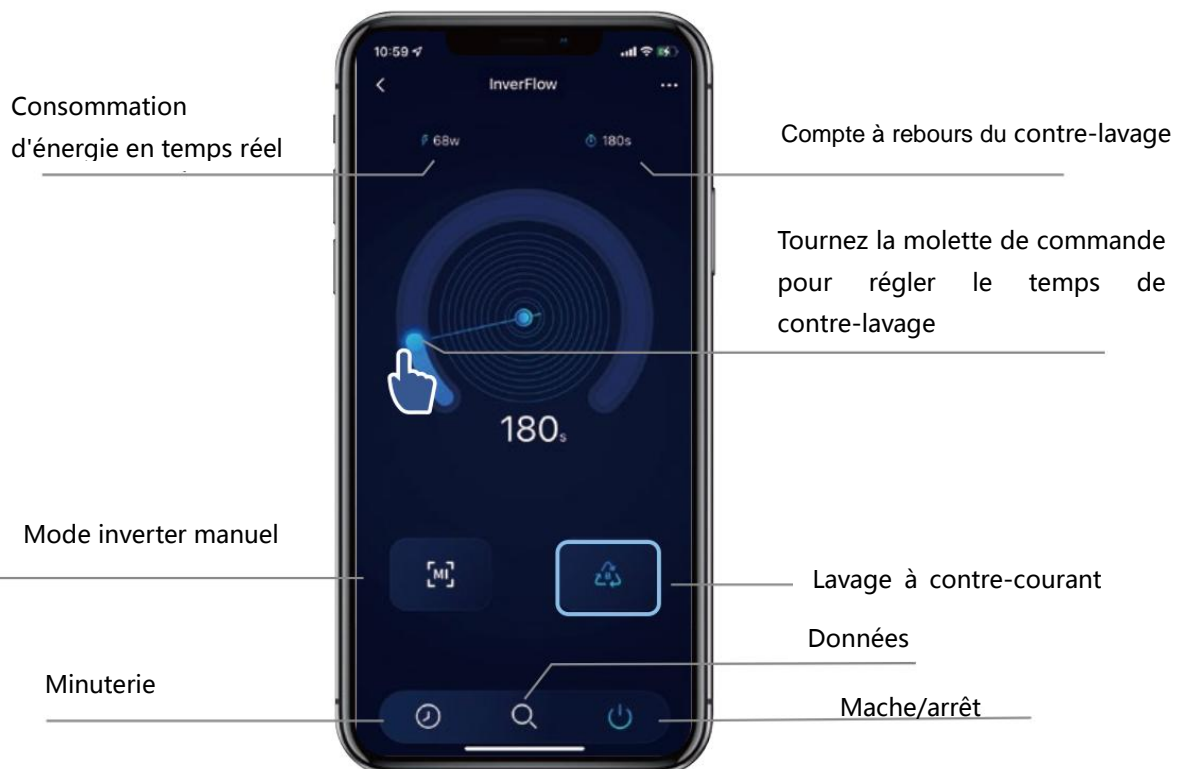 10:59
InverFlow
Consommation
d'énergie en temps réel
68w
180s
Compte à rebours du contre-lavage
Tournez la molette de commande
pour régler le temps de
contre-lavage
180s
Mode inverter manuel
MI
Lavage à contre-courant
Données
Minuterie
Mache/arrêt